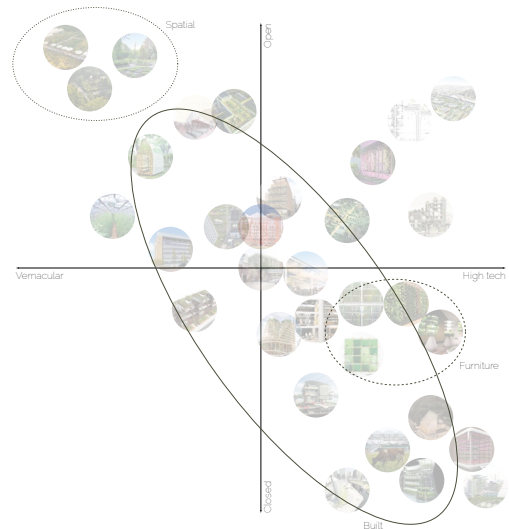 Spatial
Open
Vernacular
High tech
Furniture
Closed
Built